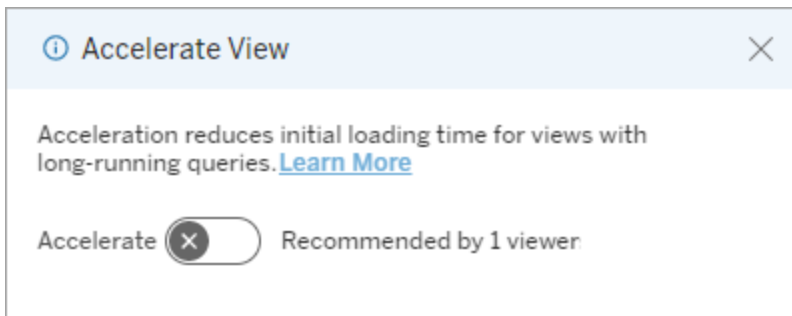 Accelerate View
Acceleration reduces initial loading time for views with
long-running queries. Learn More
Accelerate Recommended by 1 viewer